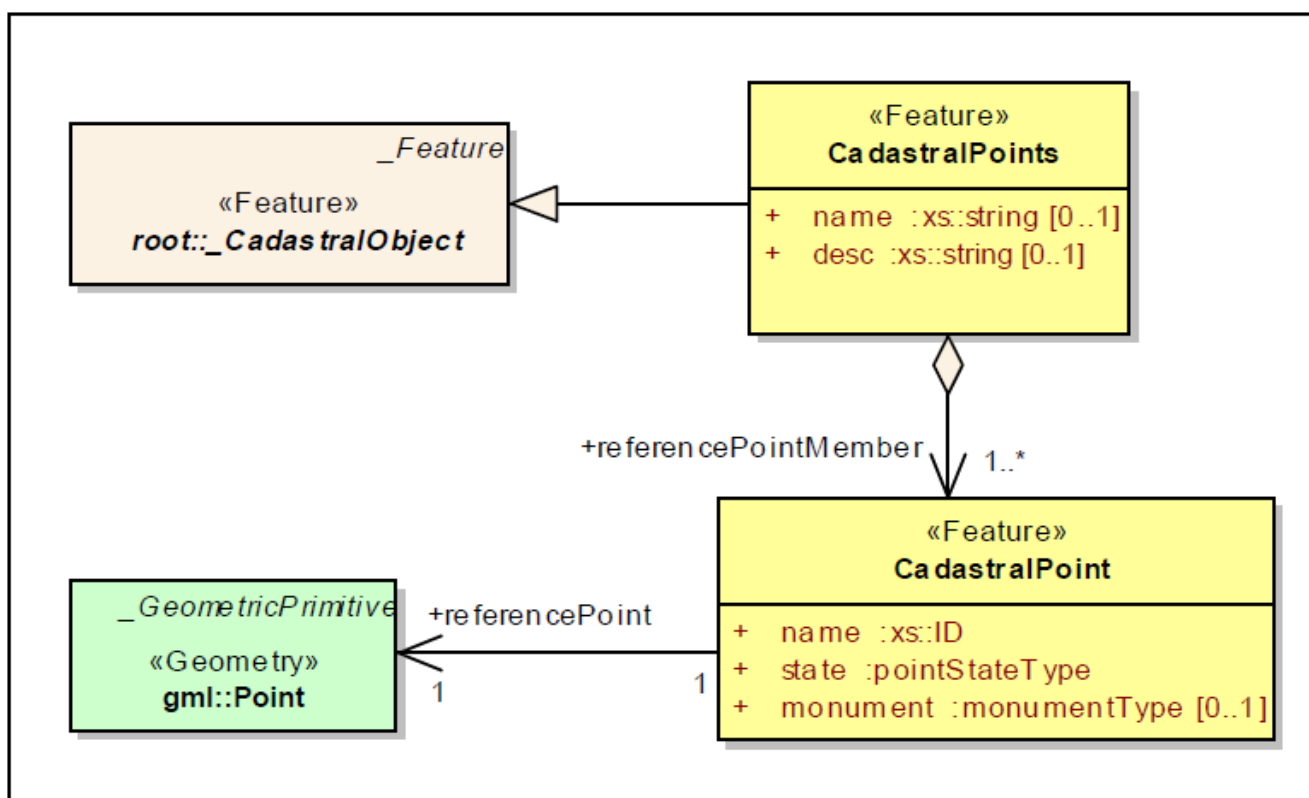 _Feature
«Feature»
root::_CadastralObject
«Feature»
CadastralPoints
+ name :xs::string [0..1]
+ desc :xs::string [0..1]
+referencePointMember
1..*
«Feature»
CadastralPoint
+ name :xs::ID
+ state :pointStateType
+ monument :monumentType [0..1]
_GeometricPrimitive
«Geometry»
gml::Point
+referencePoint
1
1